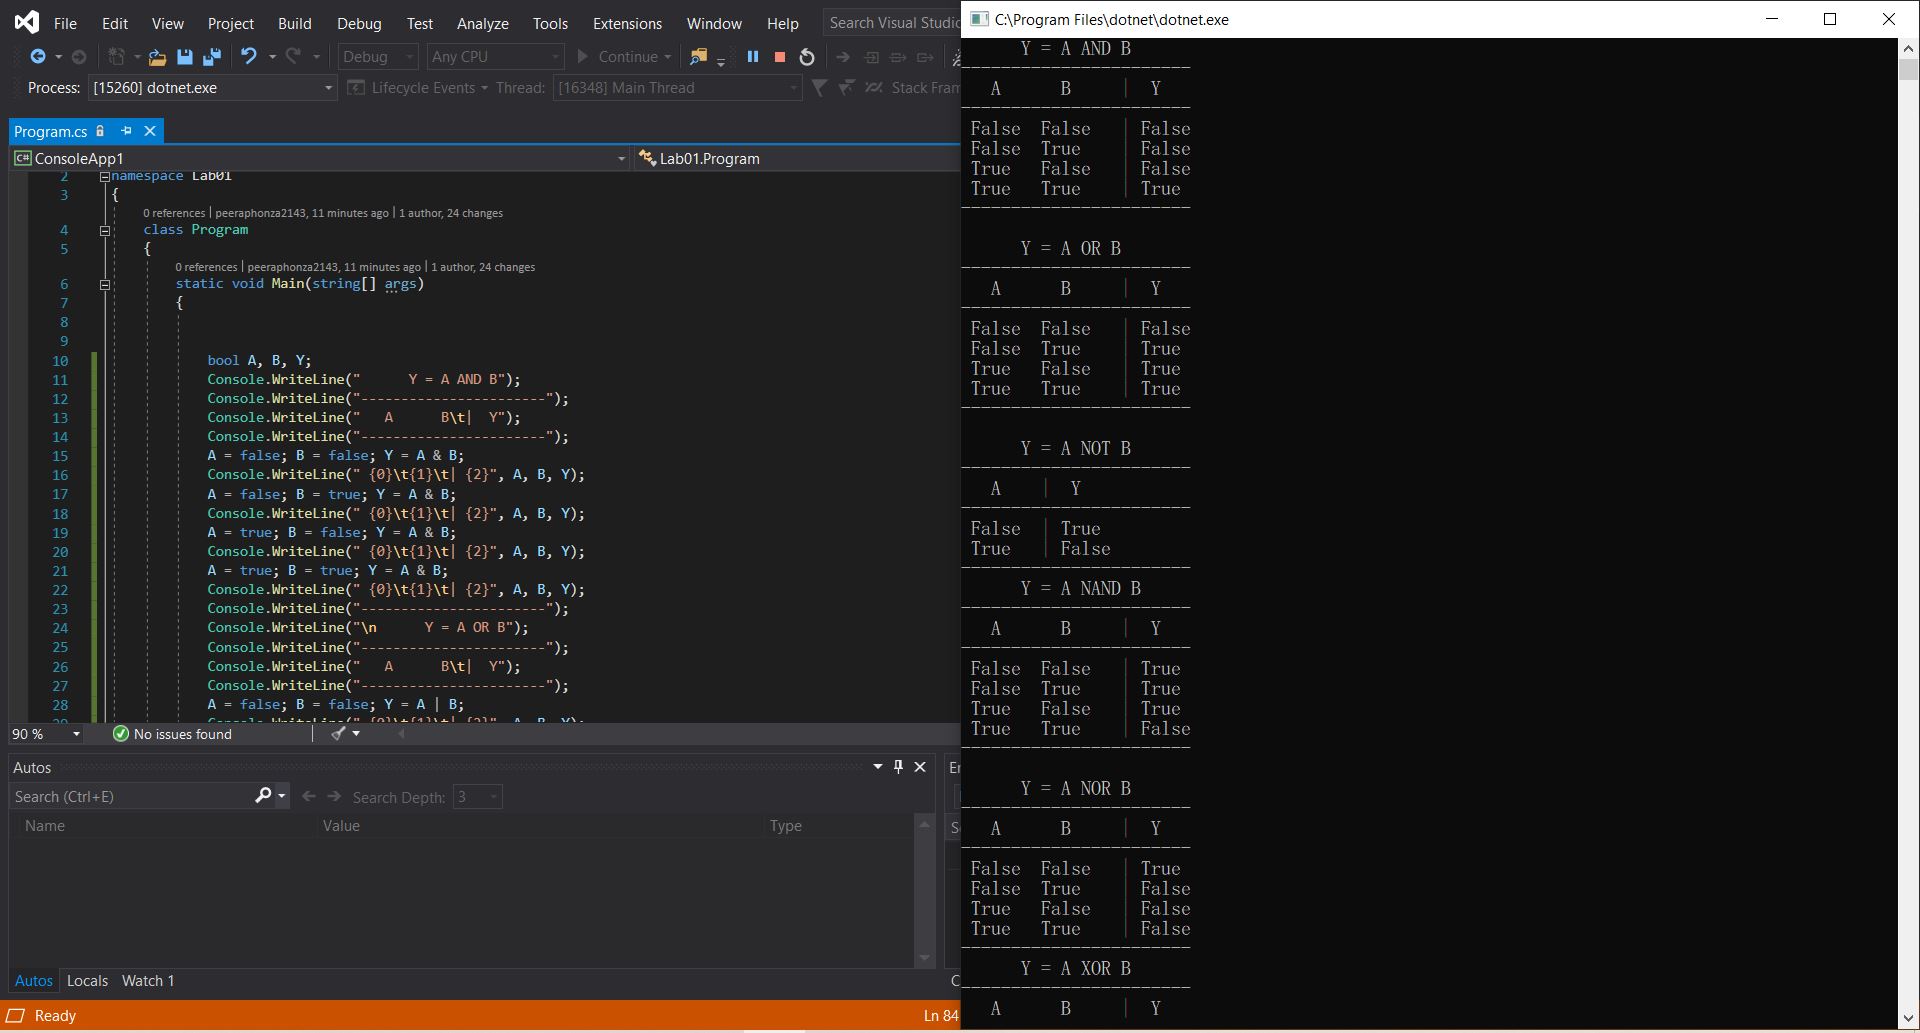 File Edit View Project Build Debug Test Analyze Tools Extensions Window Help Search Visual Studio
Debug Any CPU Continue
Process: [15260] dotnet.exe Lifecycle Events Thread: [16348] Main Thread Stack Fram
Program.cs
C# ConsoleApp1 Lab01.Program
2 namespace Lab01
3 {
0 references | peeraphonza2143, 11 minutes ago | 1 author, 24 changes
4 class Program
5 {
0 references | peeraphonza2143, 11 minutes ago | 1 author, 24 changes
6 static void Main(string[] args)
7 {
8
9
10 bool A, B, Y;
11 Console.WriteLine("      Y = A AND B");
12 Console.WriteLine("-----------------------");
13 Console.WriteLine("   A      B\t|  Y");
14 Console.WriteLine("-----------------------");
15 A = false; B = false; Y = A & B;
16 Console.WriteLine(" {0}\t{1}\t| {2}", A, B, Y);
17 A = false; B = true; Y = A & B;
18 Console.WriteLine(" {0}\t{1}\t| {2}", A, B, Y);
19 A = true; B = false; Y = A & B;
20 Console.WriteLine(" {0}\t{1}\t| {2}", A, B, Y);
21 A = true; B = true; Y = A & B;
22 Console.WriteLine(" {0}\t{1}\t| {2}", A, B, Y);
23 Console.WriteLine("-----------------------");
24 Console.WriteLine("\n      Y = A OR B");
25 Console.WriteLine("-----------------------");
26 Console.WriteLine("   A      B\t|  Y");
27 Console.WriteLine("-----------------------");
28 A = false; B = false; Y = A | B;
29 Console.WriteLine(" {0}\t{1}\t| {2}", A, B, Y);
90 % No issues found
Autos
Search (Ctrl+E) Search Depth: 3
Name Value Type
Autos Locals Watch 1
Ready Ln 84
C:\Program Files\dotnet\dotnet.exe
Y = A AND B
-----------------------
A B | Y
-----------------------
False False | False
False True | False
True False | False
True True | True
-----------------------
Y = A OR B
-----------------------
A B | Y
-----------------------
False False | False
False True | True
True False | True
True True | True
-----------------------
Y = A NOT B
-----------------------
A | Y
-----------------------
False | True
True | False
-----------------------
Y = A NAND B
-----------------------
A B | Y
-----------------------
False False | True
False True | True
True False | True
True True | False
-----------------------
Y = A NOR B
-----------------------
A B | Y
-----------------------
False False | True
False True | False
True False | False
True True | False
-----------------------
Y = A XOR B
-----------------------
A B | Y